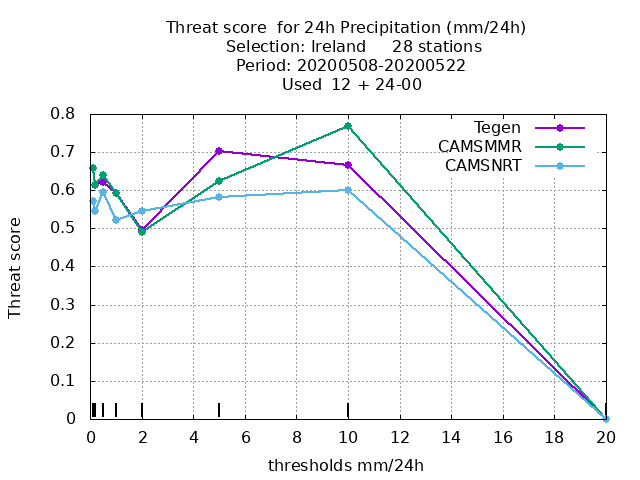 Threat score  for 24h Precipitation (mm/24h)
Selection: Ireland     28 stations
Period: 20200508-20200522
Used  12 + 24-00
Tegen
CAMSMMR
CAMSNRT
0.8
0.7
0.6
0.5
0.4
0.3
0.2
0.1
0
Threat score
0 2 4 6 8 10 12 14 16 18 20
thresholds mm/24h